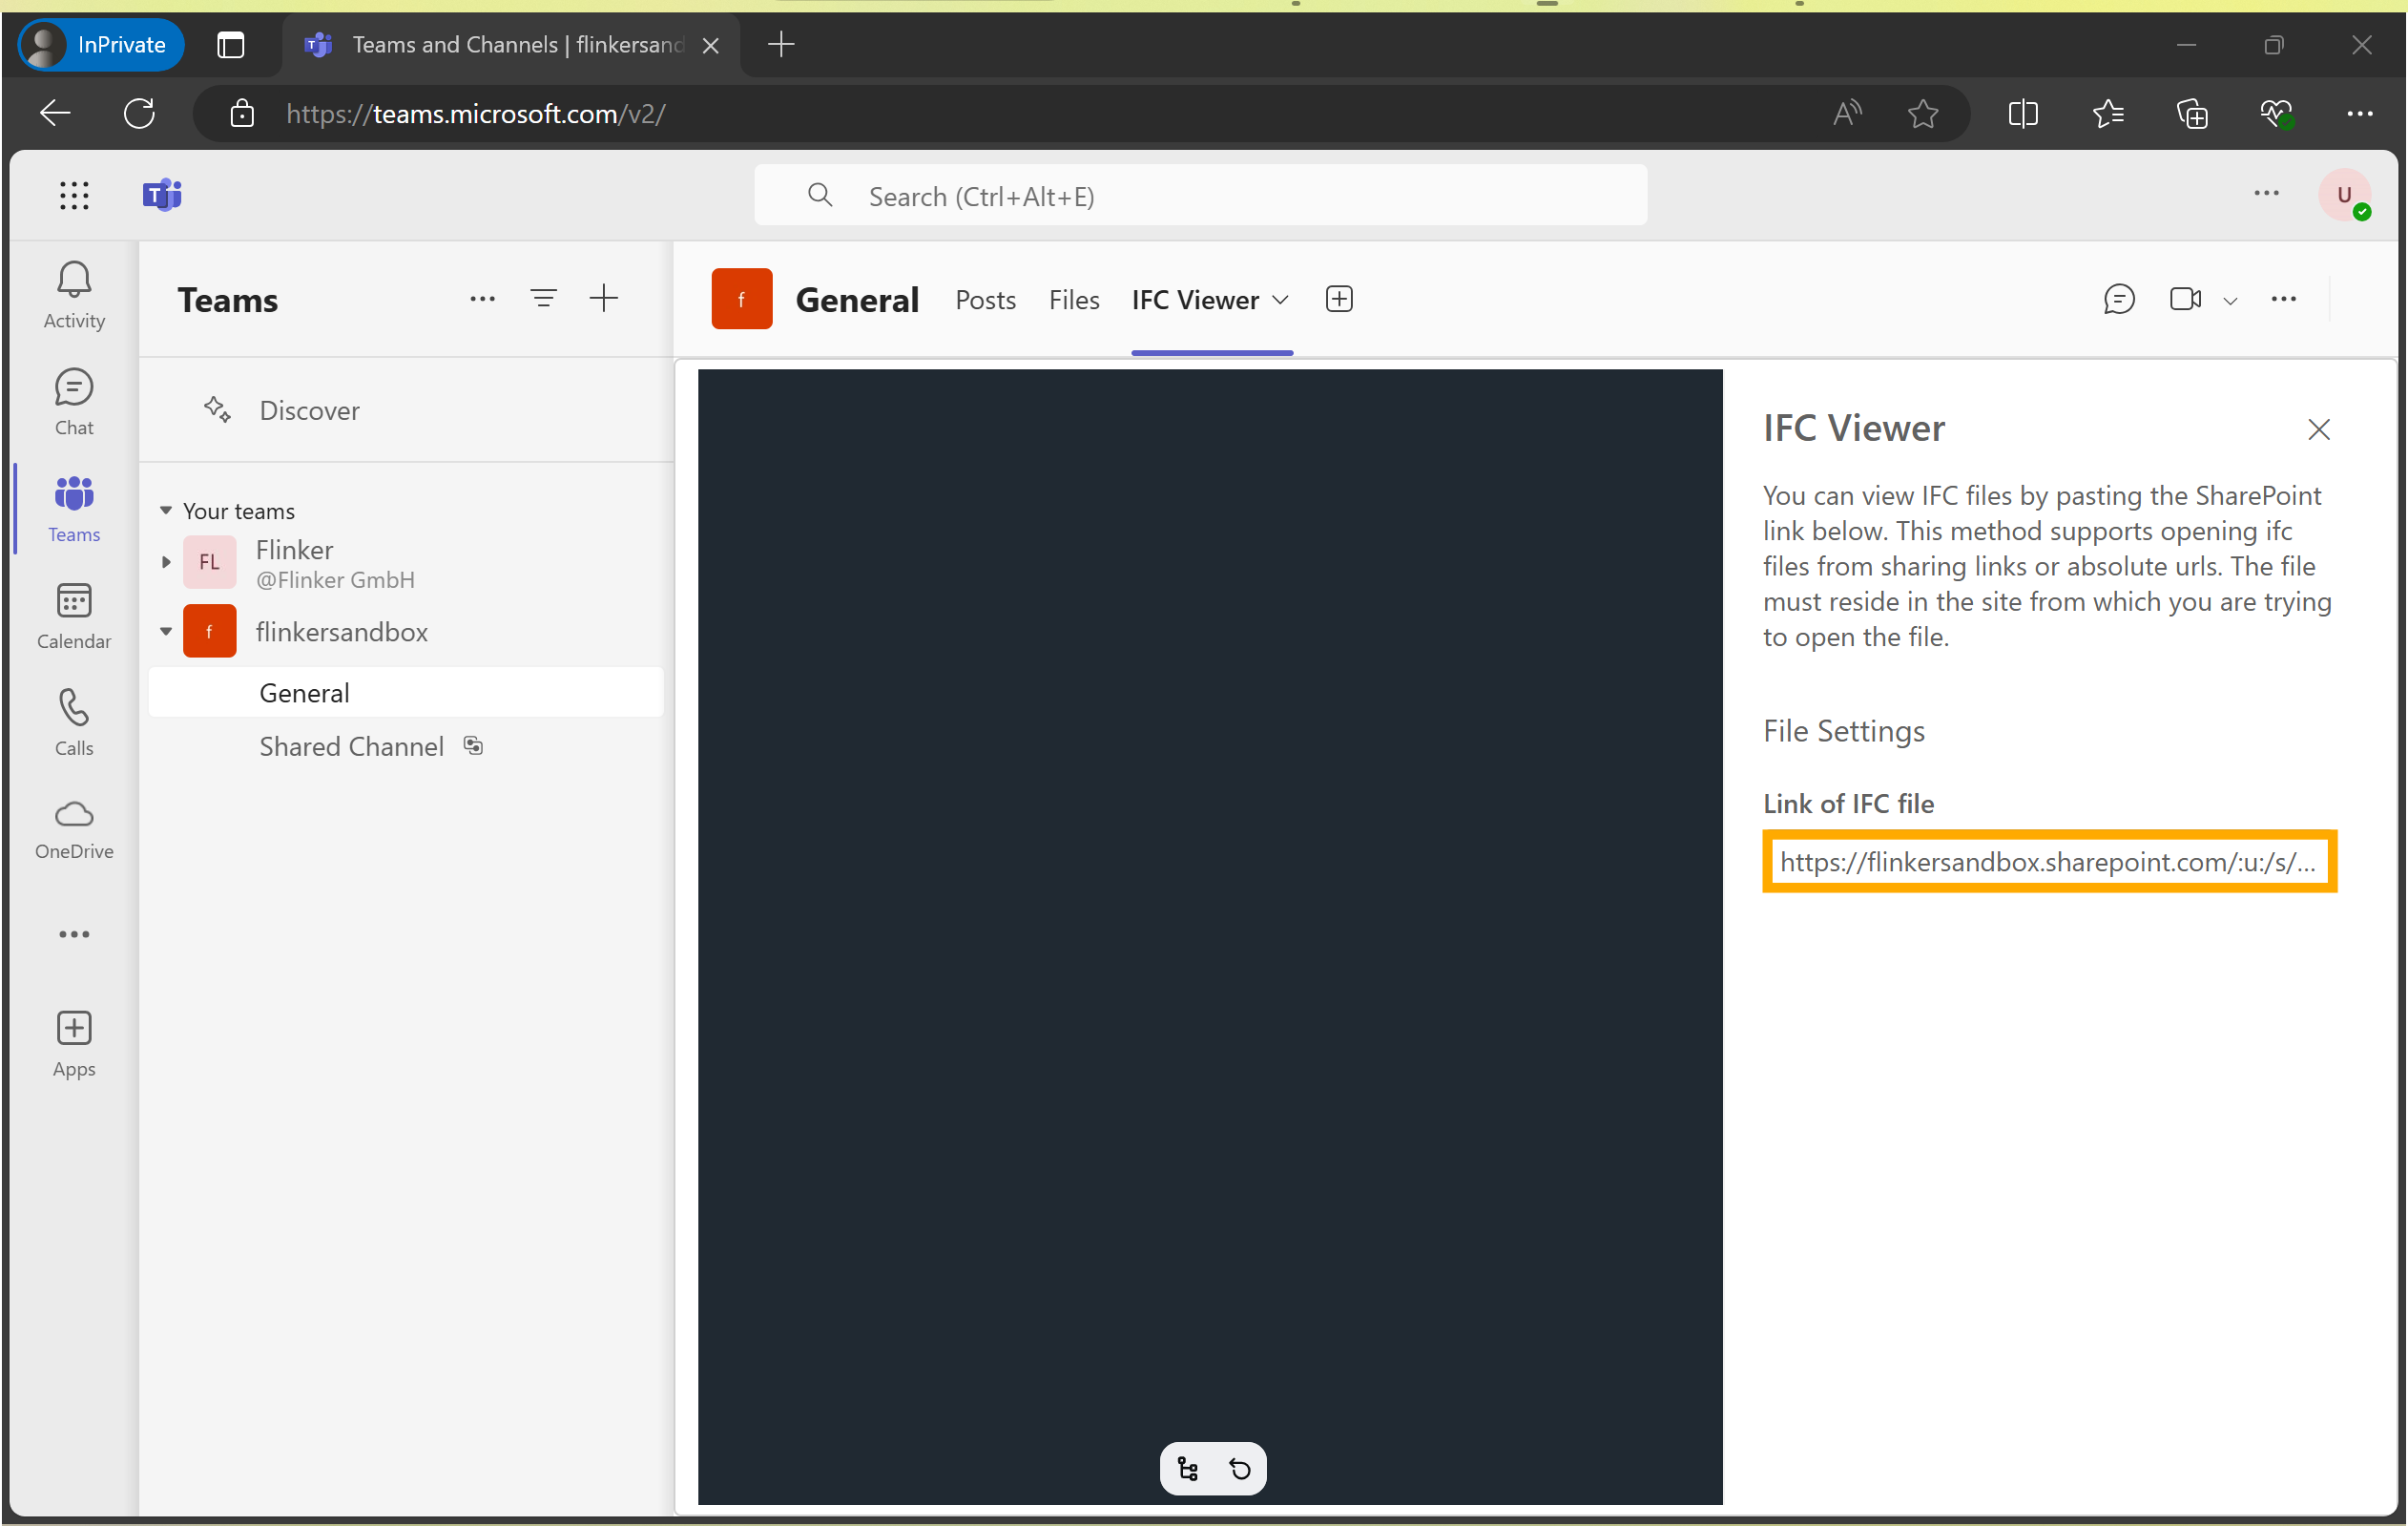 InPrivate
Teams and Channels | flinkersand
https://teams.microsoft.com/v2/
Search (Ctrl+Alt+E)
U
Activity
Chat
Teams
Calendar
Calls
OneDrive
Apps
Teams
Discover
Your teams
FL
Flinker
@Flinker GmbH
f
flinkersandbox
General
Shared Channel
f
General
Posts
Files
IFC Viewer
IFC Viewer
You can view IFC files by pasting the SharePoint
link below. This method supports opening ifc
files from sharing links or absolute urls. The file
must reside in the site from which you are trying
to open the file.
File Settings
Link of IFC file
https://flinkersandbox.sharepoint.com/:u:/s/...